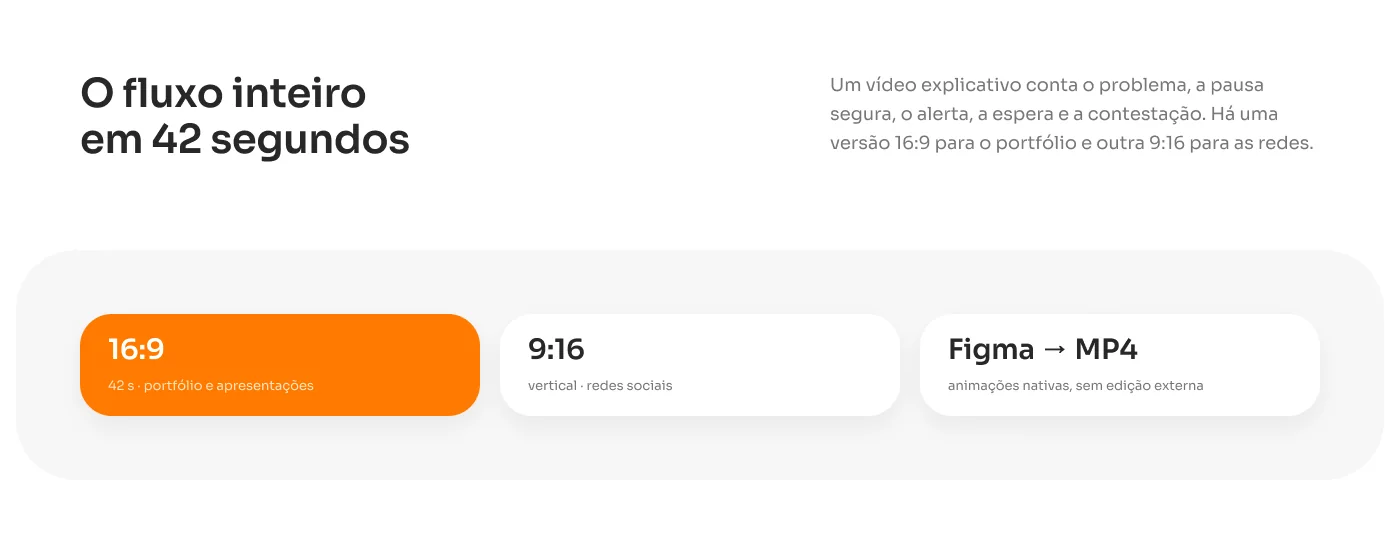 O fluxo inteiro
em 42 segundos
Um vídeo explicativo conta o problema, a pausa
segura, o alerta, a espera e a contestação. Há uma
versão 16:9 para o portfólio e outra 9:16 para as redes.
16:9
42 s · portfólio e apresentações
9:16
vertical · redes sociais
Figma → MP4
animações nativas, sem edição externa